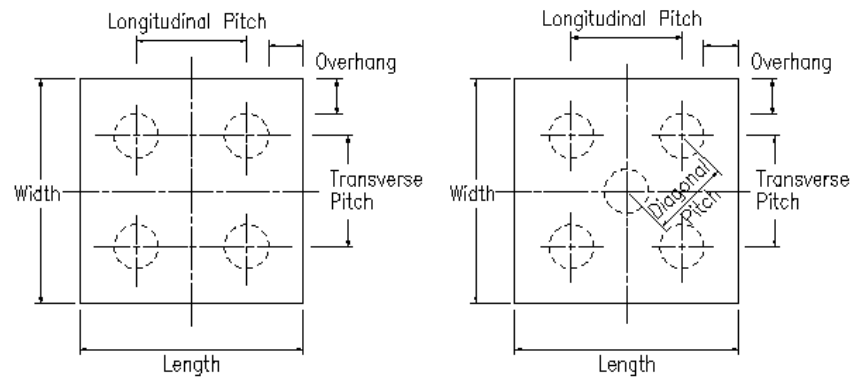 Longitudinal Pitch
Overhang
Width
Transverse
Pitch
Length
Longitudinal Pitch
Overhang
Width
Diagonal
Pitch
Transverse
Pitch
Length